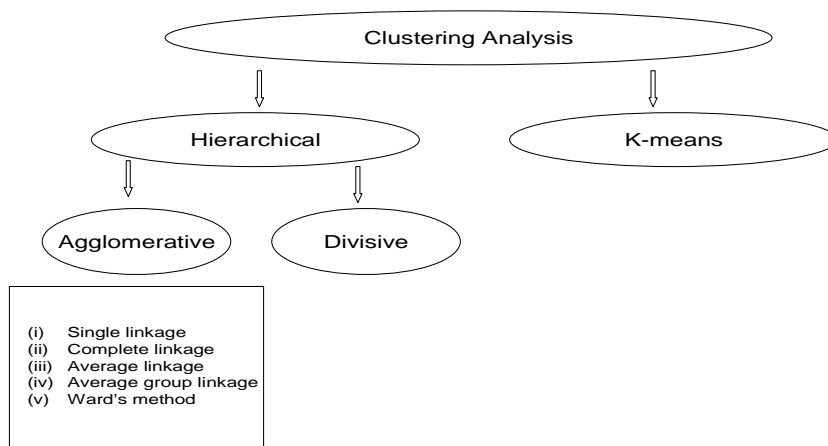 Clustering Analysis
Hierarchical
K-means
Agglomerative
Divisive
(i) Single linkage
(ii) Complete linkage
(iii) Average linkage
(iv) Average group linkage
(v) Ward's method